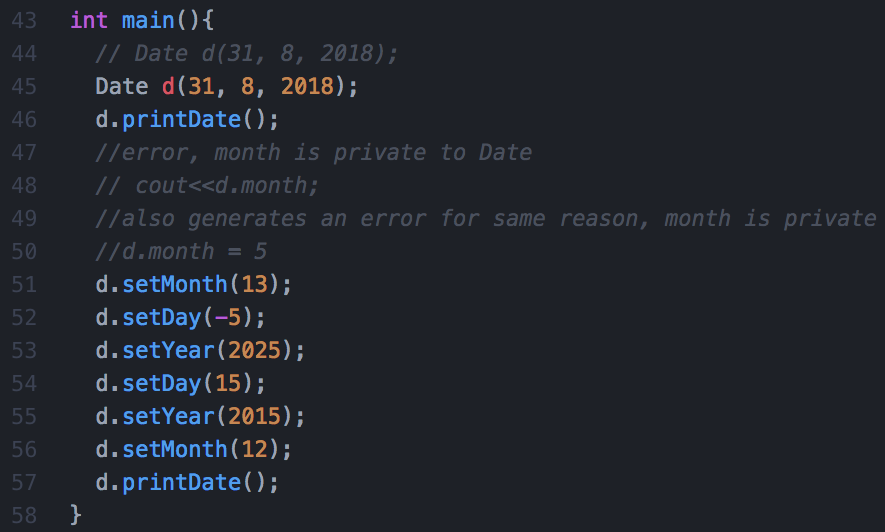 43 int main(){
44 // Date d(31, 8, 2018);
45 Date d(31, 8, 2018);
46 d.printDate();
47 //error, month is private to Date
48 // cout<<d.month;
49 //also generates an error for same reason, month is private
50 //d.month = 5
51 d.setMonth(13);
52 d.setDay(-5);
53 d.setYear(2025);
54 d.setDay(15);
55 d.setYear(2015);
56 d.setMonth(12);
57 d.printDate();
58 }